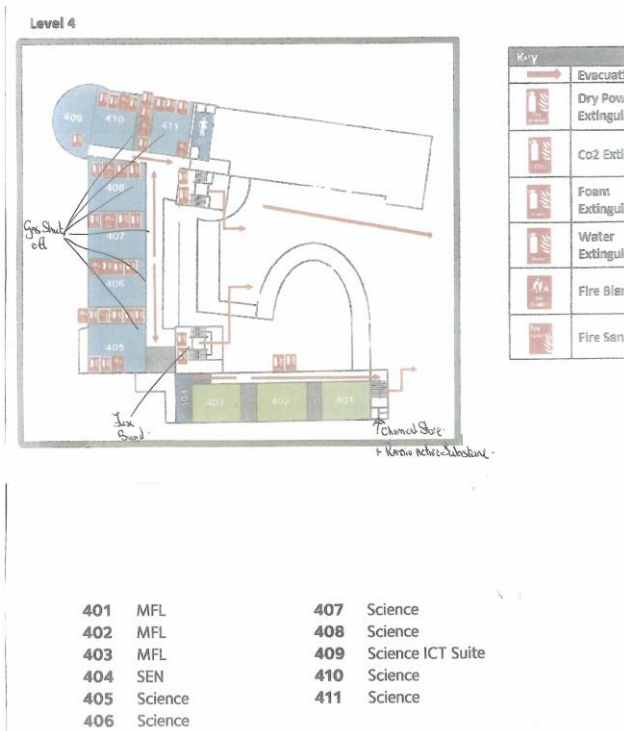 Level 4
409
410
411
408
407
406
405
403
402
401
Gas Shut
off
Fuse
Board.
Chemical Store.
+ Radio Active Substance.
Key
Evacuati
Dry Pow
Extingui
Co2 Exti
Foam
Extingui
Water
Extingui
Fire Blan
Fire San
401 MFL
402 MFL
403 MFL
404 SEN
405 Science
406 Science
407 Science
408 Science
409 Science ICT Suite
410 Science
411 Science